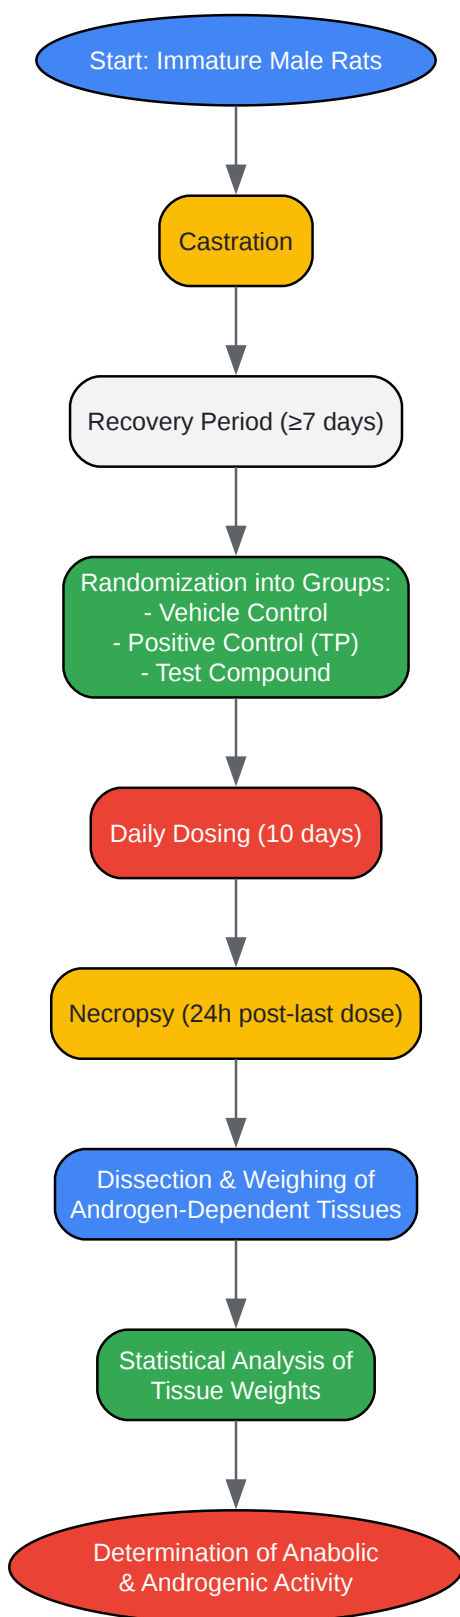 Start: Immature Male Rats
Castration
Recovery Period (≥7 days)
Randomization into Groups:
- Vehicle Control
- Positive Control (TP)
- Test Compound
Daily Dosing (10 days)
Necropsy (24h post-last dose)
Dissection & Weighing of
Androgen-Dependent Tissues
Statistical Analysis of
Tissue Weights
Determination of Anabolic
& Androgenic Activity